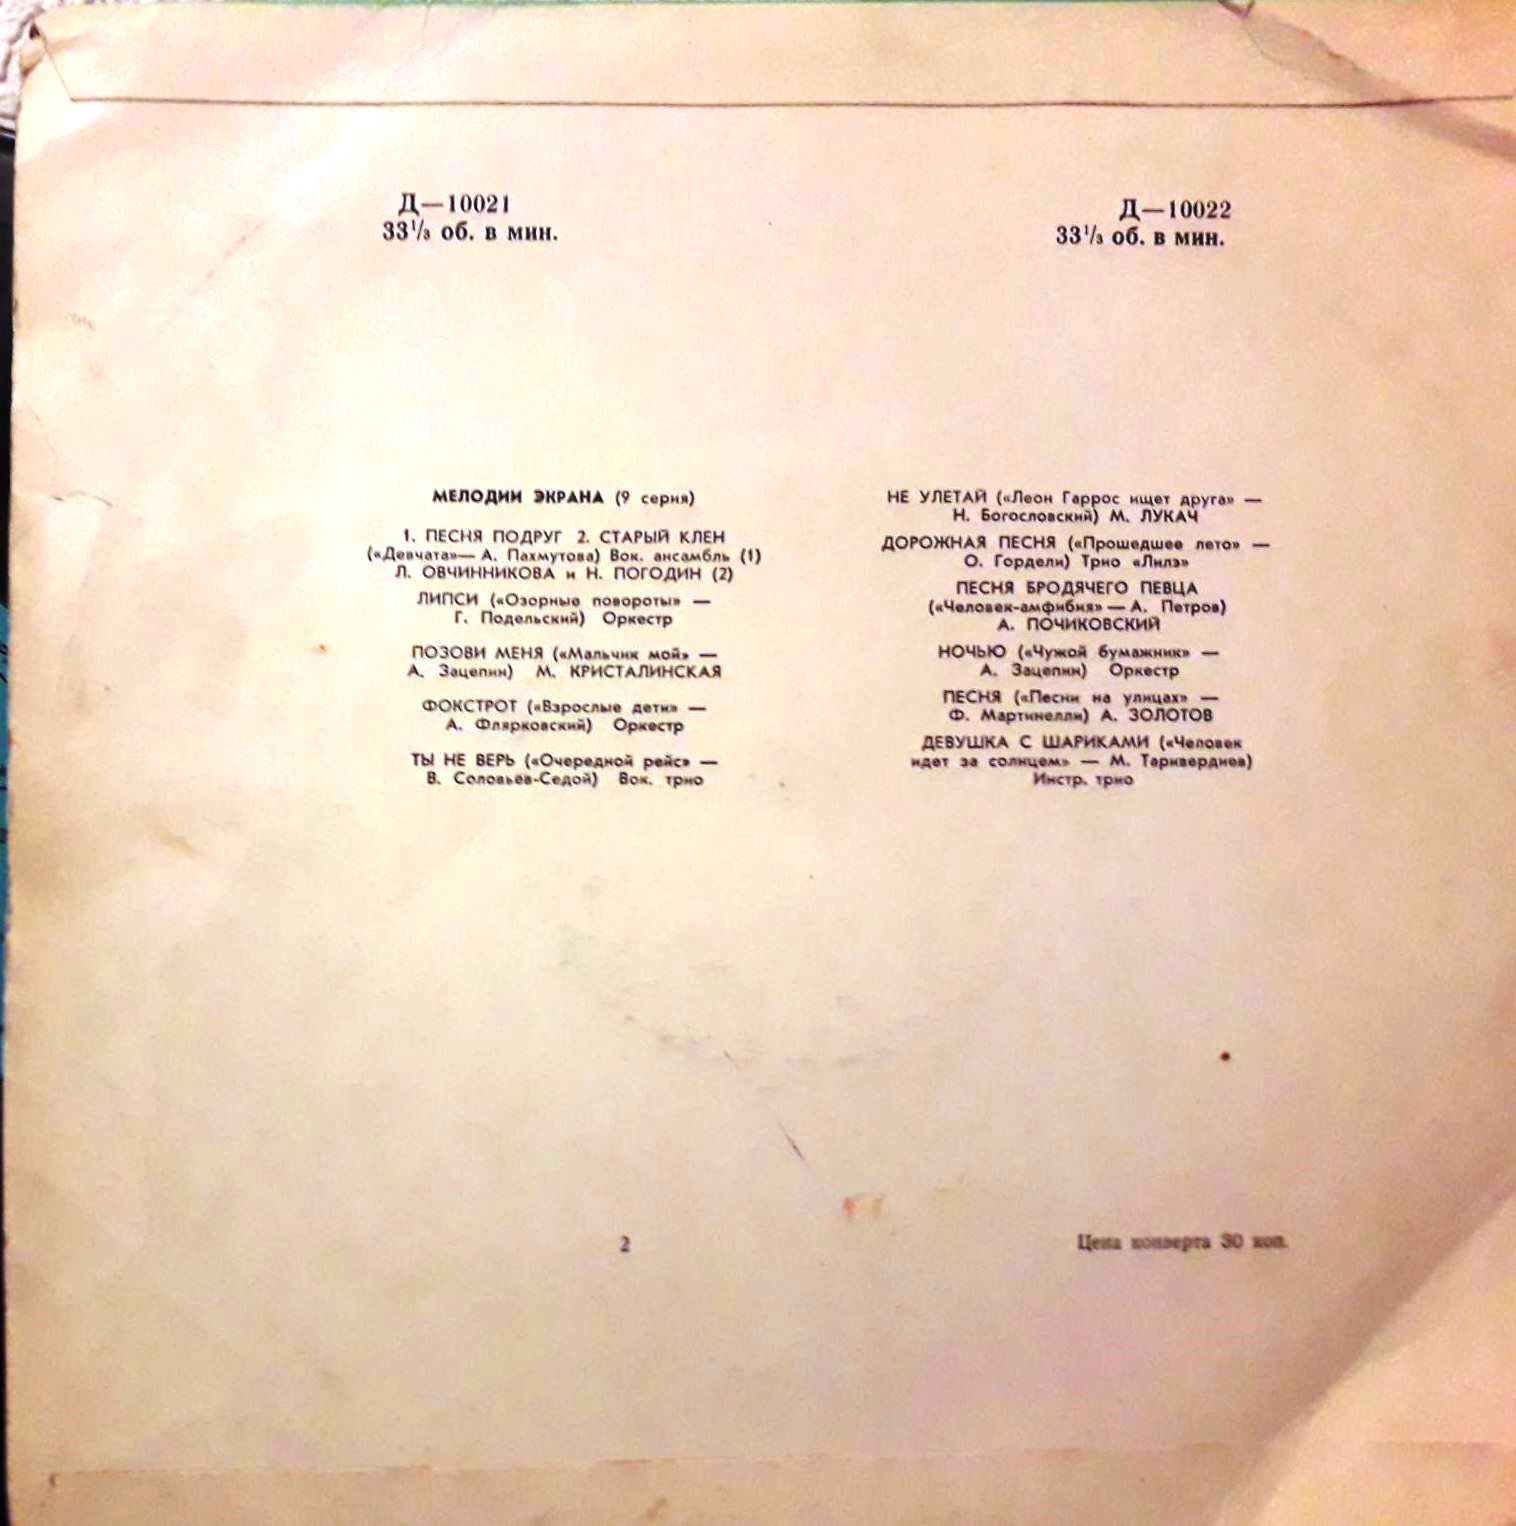 Д—10021
33⅓ об. в мин.
МЕЛОДИИ ЭКРАНА (9 серия)
1. ПЕСНЯ ПОДРУГ 2. СТАРЫЙ КЛЕН
(«Девчата»— А. Пахмутова) Вок. ансамбль (1)
Л. ОВЧИННИКОВА и Н. ПОГОДИН (2)
ЛИПСИ («Озорные повороты» —
Г. Подельский) Оркестр
ПОЗОВИ МЕНЯ («Мальчик мой» —
А. Зацепин) М. КРИСТАЛИНСКАЯ
ФОКСТРОТ («Взрослые дети» —
А. Флярковский) Оркестр
ТЫ НЕ ВЕРЬ («Очередной рейс» —
В. Соловьев-Седой) Вок. трио
Д—10022
33⅓ об. в мин.
НЕ УЛЕТАЙ («Леон Гаррос ищет друга» —
Н. Богословский) М. ЛУКАЧ
ДОРОЖНАЯ ПЕСНЯ («Прошедшее лето» —
О. Гордели) Трио «Лилэ»
ПЕСНЯ БРОДЯЧЕГО ПЕВЦА
(«Человек-амфибия» — А. Петров)
А. ПОЧИКОВСКИЙ
НОЧЬЮ («Чужой бумажник» —
А. Зацепин) Оркестр
ПЕСНЯ («Песни на улицах» —
Ф. Мартинелли) А. ЗОЛОТОВ
ДЕВУШКА С ШАРИКАМИ («Человек
идет за солнцем» — М. Таривердиев)
Инстр. трио
2
Цена конверта 30 коп.